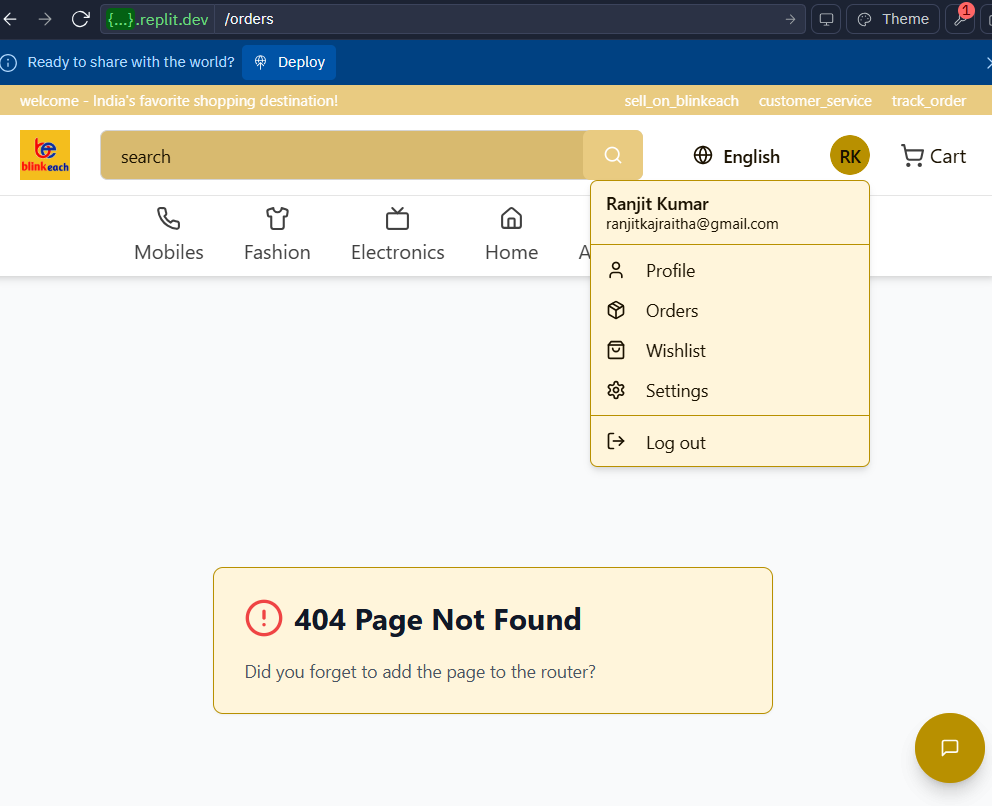 {...}.replit.dev /orders Theme 1
Ready to share with the world? Deploy
welcome - India's favorite shopping destination! sell_on_blinkeach customer_service track_order
be
blinkeach
search English RK Cart
Ranjit Kumar
ranjitkajraitha@gmail.com
Mobiles Fashion Electronics Home A
Profile
Orders
Wishlist
Settings
Log out
404 Page Not Found
Did you forget to add the page to the router?